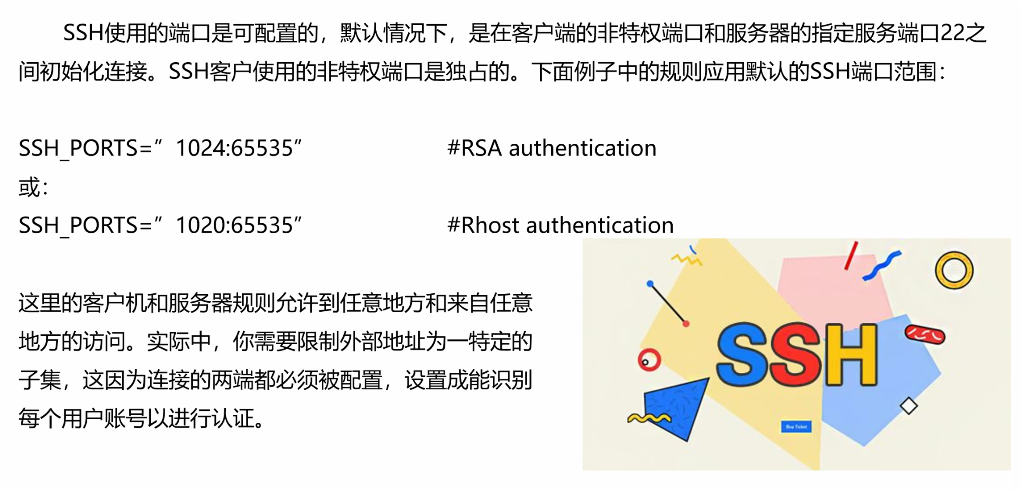 SSH使用的端口是可配置的，默认情况下，是在客户端的非特权端口和服务器的指定服务端口22之
间初始化连接。SSH客户使用的非特权端口是独占的。下面例子中的规则应用默认的SSH端口范围：
SSH_PORTS=”1024:65535” #RSA authentication
或：
SSH_PORTS=”1020:65535” #Rhost authentication
这里的客户机和服务器规则允许到任意地方和来自任意
地方的访问。实际中，你需要限制外部地址为一特定的
子集，这因为连接的两端都必须被配置，设置成能识别
每个用户账号以进行认证。
SSH
Buy Ticket